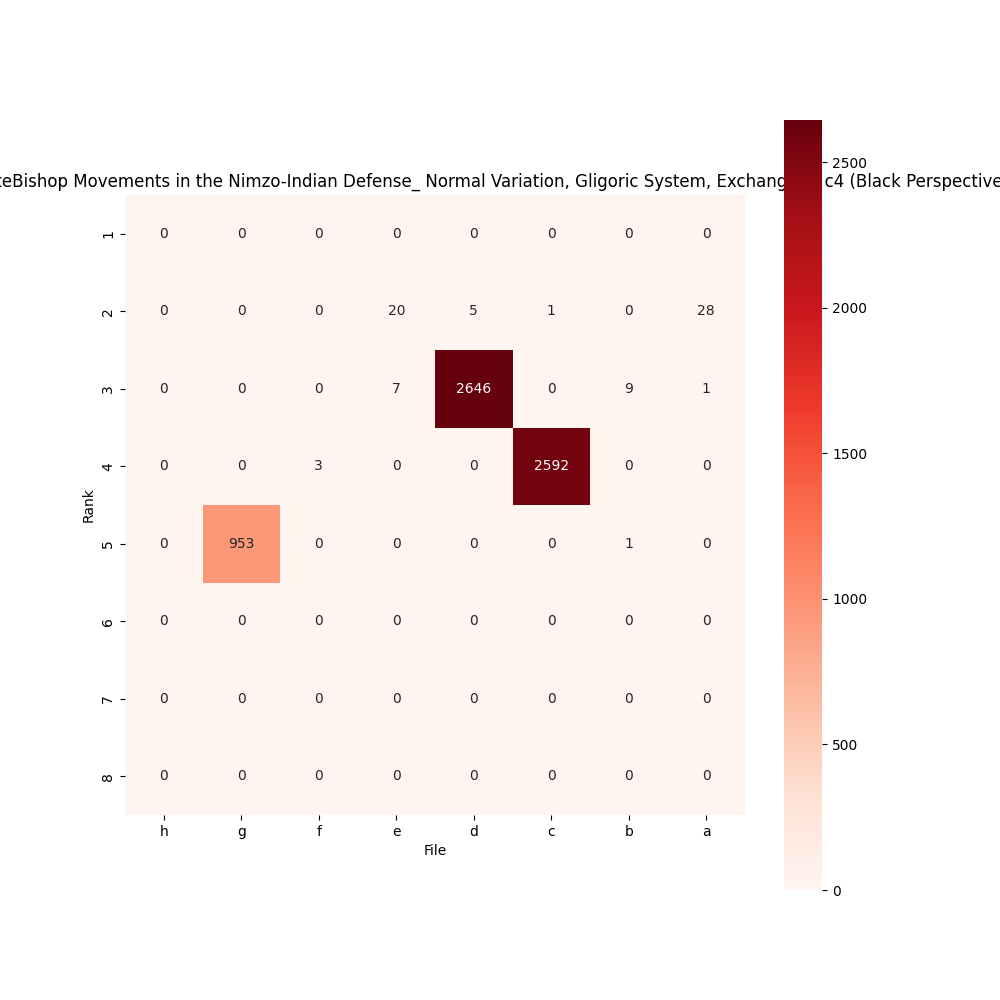 teBishop Movements in the Nimzo-Indian Defense_ Normal Variation, Gligoric System, c4 (Black Perspective
Rank
1 0 0 0 0 0 0 0 0
2 0 0 0 20 5 1 0 28
3 0 0 0 7 2646 0 9 1
4 0 0 3 0 0 2592 0 0
5 0 953 0 0 0 0 1 0
6 0 0 0 0 0 0 0 0
7 0 0 0 0 0 0 0 0
8 0 0 0 0 0 0 0 0
h g f e d c b a
File
2500
2000
1500
1000
500
0